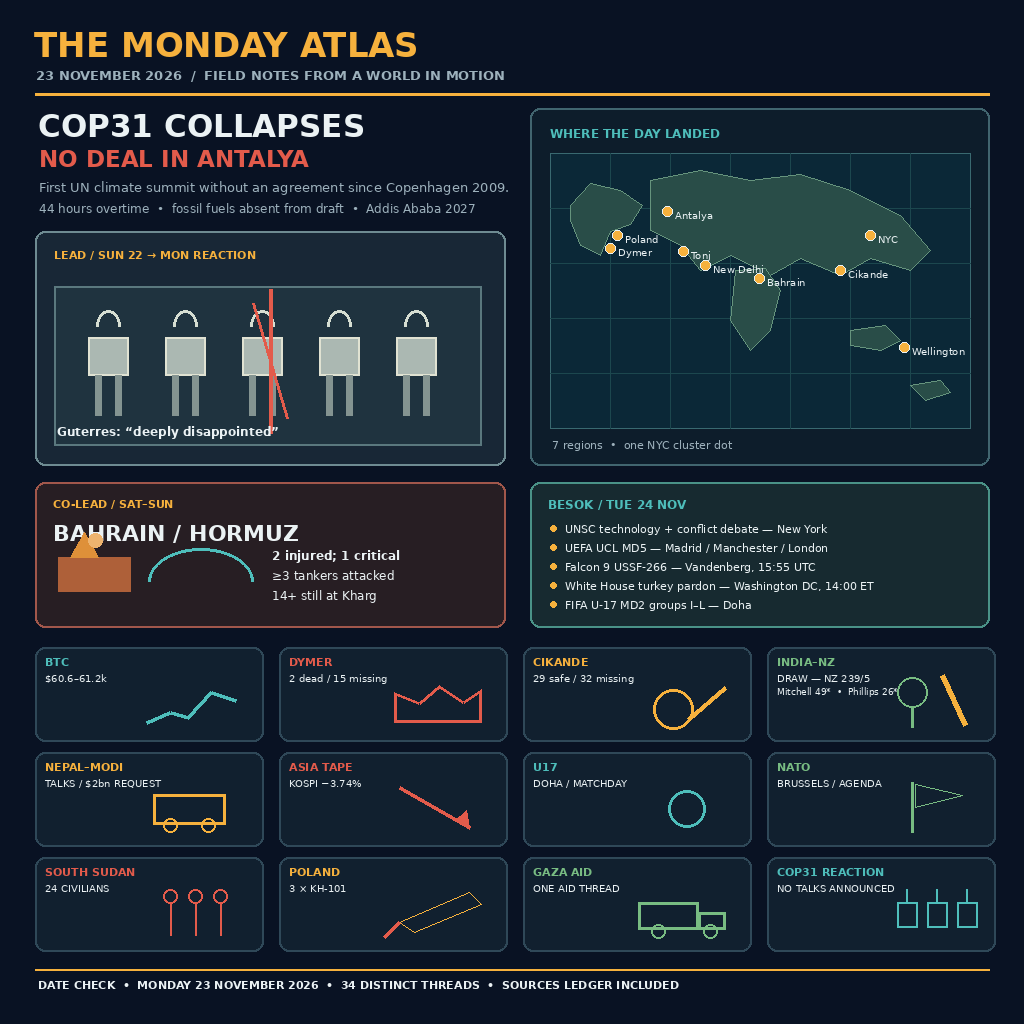 THE MONDAY ATLAS
23 NOVEMBER 2026 / FIELD NOTES FROM A WORLD IN MOTION
COP31 COLLAPSES
NO DEAL IN ANTALYA
First UN climate summit without an agreement since Copenhagen 2009.
44 hours overtime • fossil fuels absent from draft • Addis Ababa 2027
LEAD / SUN 22 → MON REACTION
Guterres: “deeply disappointed”
WHERE THE DAY LANDED
Antalya
Poland
NYC
Dymer
Tonj
New Delhi
Cikande
Bahrain
Wellington
7 regions • one NYC cluster dot
CO-LEAD / SAT–SUN
BAHRAIN / HORMUZ
2 injured; 1 critical
≥3 tankers attacked
14+ still at Kharg
BESOK / TUE 24 NOV
UNSC technology + conflict debate — New York
UEFA UCL MD5 — Madrid / Manchester / London
Falcon 9 USSF-266 — Vandenberg, 15:55 UTC
White House turkey pardon — Washington DC, 14:00 ET
FIFA U-17 MD2 groups I–L — Doha
BTC
$60.6–61.2k
DYMER
2 dead / 15 missing
CIKANDE
29 safe / 32 missing
INDIA–NZ
DRAW — NZ 239/5
Mitchell 49* • Phillips 26*
NEPAL–MODI
TALKS / $2bn REQUEST
ASIA TAPE
KOSPI −3.74%
U17
DOHA / MATCHDAY
NATO
BRUSSELS / AGENDA
SOUTH SUDAN
24 CIVILIANS
POLAND
3 × KH-101
GAZA AID
ONE AID THREAD
COP31 REACTION
NO TALKS ANNOUNCED
DATE CHECK • MONDAY 23 NOVEMBER 2026 • 34 DISTINCT THREADS • SOURCES LEDGER INCLUDED